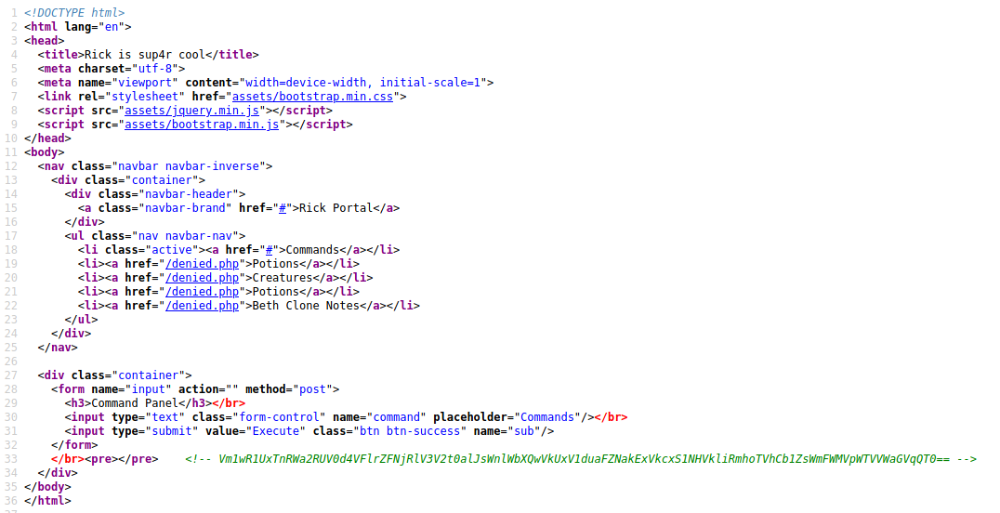 1 <!DOCTYPE html>
2 <html lang="en">
3 <head>
4   <title>Rick is sup4r cool</title>
5   <meta charset="utf-8">
6   <meta name="viewport" content="width=device-width, initial-scale=1">
7   <link rel="stylesheet" href="assets/bootstrap.min.css">
8   <script src="assets/jquery.min.js"></script>
9   <script src="assets/bootstrap.min.js"></script>
10 </head>
11 <body>
12   <nav class="navbar navbar-inverse">
13     <div class="container">
14       <div class="navbar-header">
15         <a class="navbar-brand" href="#">Rick Portal</a>
16       </div>
17       <ul class="nav navbar-nav">
18         <li class="active"><a href="#">Commands</a></li>
19         <li><a href="/denied.php">Potions</a></li>
20         <li><a href="/denied.php">Creatures</a></li>
21         <li><a href="/denied.php">Potions</a></li>
22         <li><a href="/denied.php">Beth Clone Notes</a></li>
23       </ul>
24     </div>
25   </nav>
26
27   <div class="container">
28     <form name="input" action="" method="post">
29       <h3>Command Panel</h3></br>
30       <input type="text" class="form-control" name="command" placeholder="Commands"/></br>
31       <input type="submit" value="Execute" class="btn btn-success" name="sub"/>
32     </form>
33     </br><pre></pre>    <!-- Vm1wR1UxTnRWa2RUV0d4VFlrZFNjRlV3V2t0alJsWnlWbXQwVkUxV1duaFZNakExVkcxS1NHVkliRmhoTVhCb1ZsWmFWMVpWTVVWaGVqQT0== -->
34   </div>
35 </body>
36 </html>